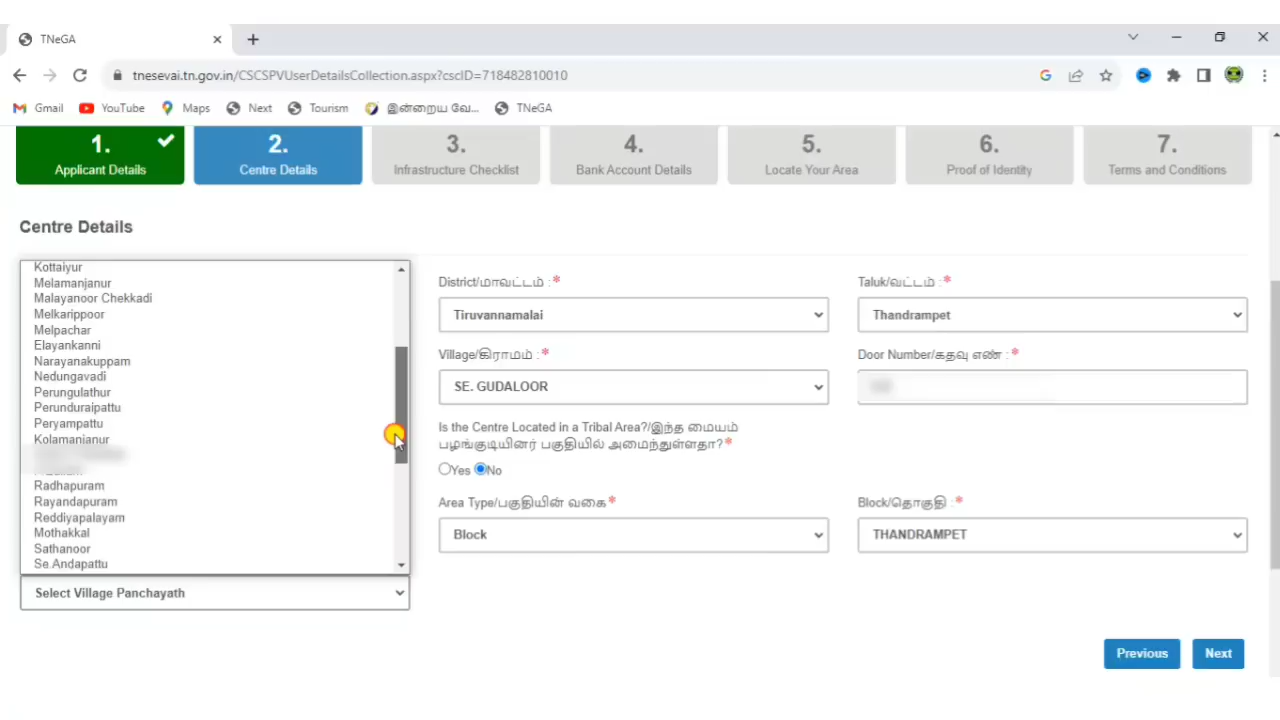 TNeGA
tnesevai.tn.gov.in/CSCSPVUserDetailsCollection.aspx?cscID=718482810010
Gmail YouTube Maps Next Tourism இன்றைய வே... TNeGA
1. 2. 3. 4. 5. 6. 7.
Applicant Details Centre Details Infrastructure Checklist Bank Account Details Locate Your Area Proof of Identity Terms and Conditions
Centre Details
Kottaiyur
Melamanjanur
Malayanoor Chekkadi
Melkarippoor
Melpachar
Elayankanni
Narayanakuppam
Nedungavadi
Perungulathur
Perunduraipattu
Peryampattu
Kolamanjanur
Radhapuram
Rayandapuram
Reddiyapalayam
Mothakkal
Sathanoor
Se.Andapattu
Select Village Panchayath
District/மாவட்டம் :*
Tiruvannamalai
Taluk/வட்டம் :*
Thandrampet
Village/கிராமம் :*
SE. GUDALOOR
Door Number/கதவு எண் : *
Is the Centre Located in a Tribal Area?/இந்த மையம்
பழங்குடியினர் பகுதியில் அமைந்துள்ளதா?*
Yes No
Area Type/பகுதியின் வகை*
Block
Block/தொகுதி :*
THANDRAMPET
Previous Next